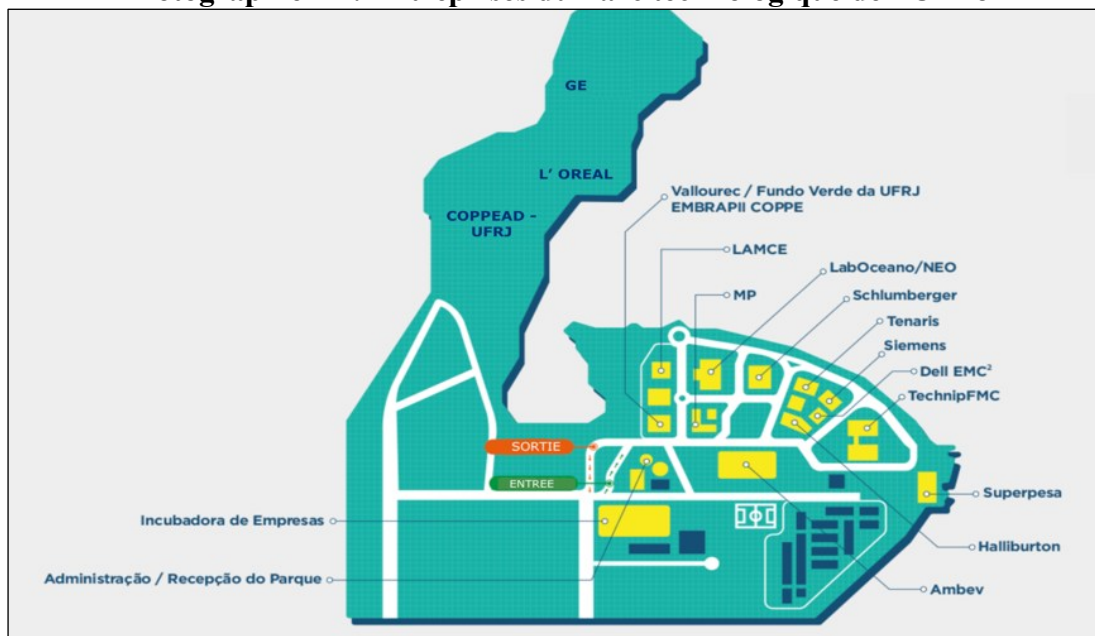 GE
L' OREAL
COPPEAD –
UFRJ
Vallourec / Fundo Verde da UFRJ
EMBRAPII COPPE
LAMCE
LabOceano/NEO
MP
Schlumberger
Tenaris
Siemens
Dell EMC²
TechnipFMC
SORTIE
ENTREE
Superpesa
Incubadora de Empresas
Halliburton
Administração / Recepção do Parque
Ambev